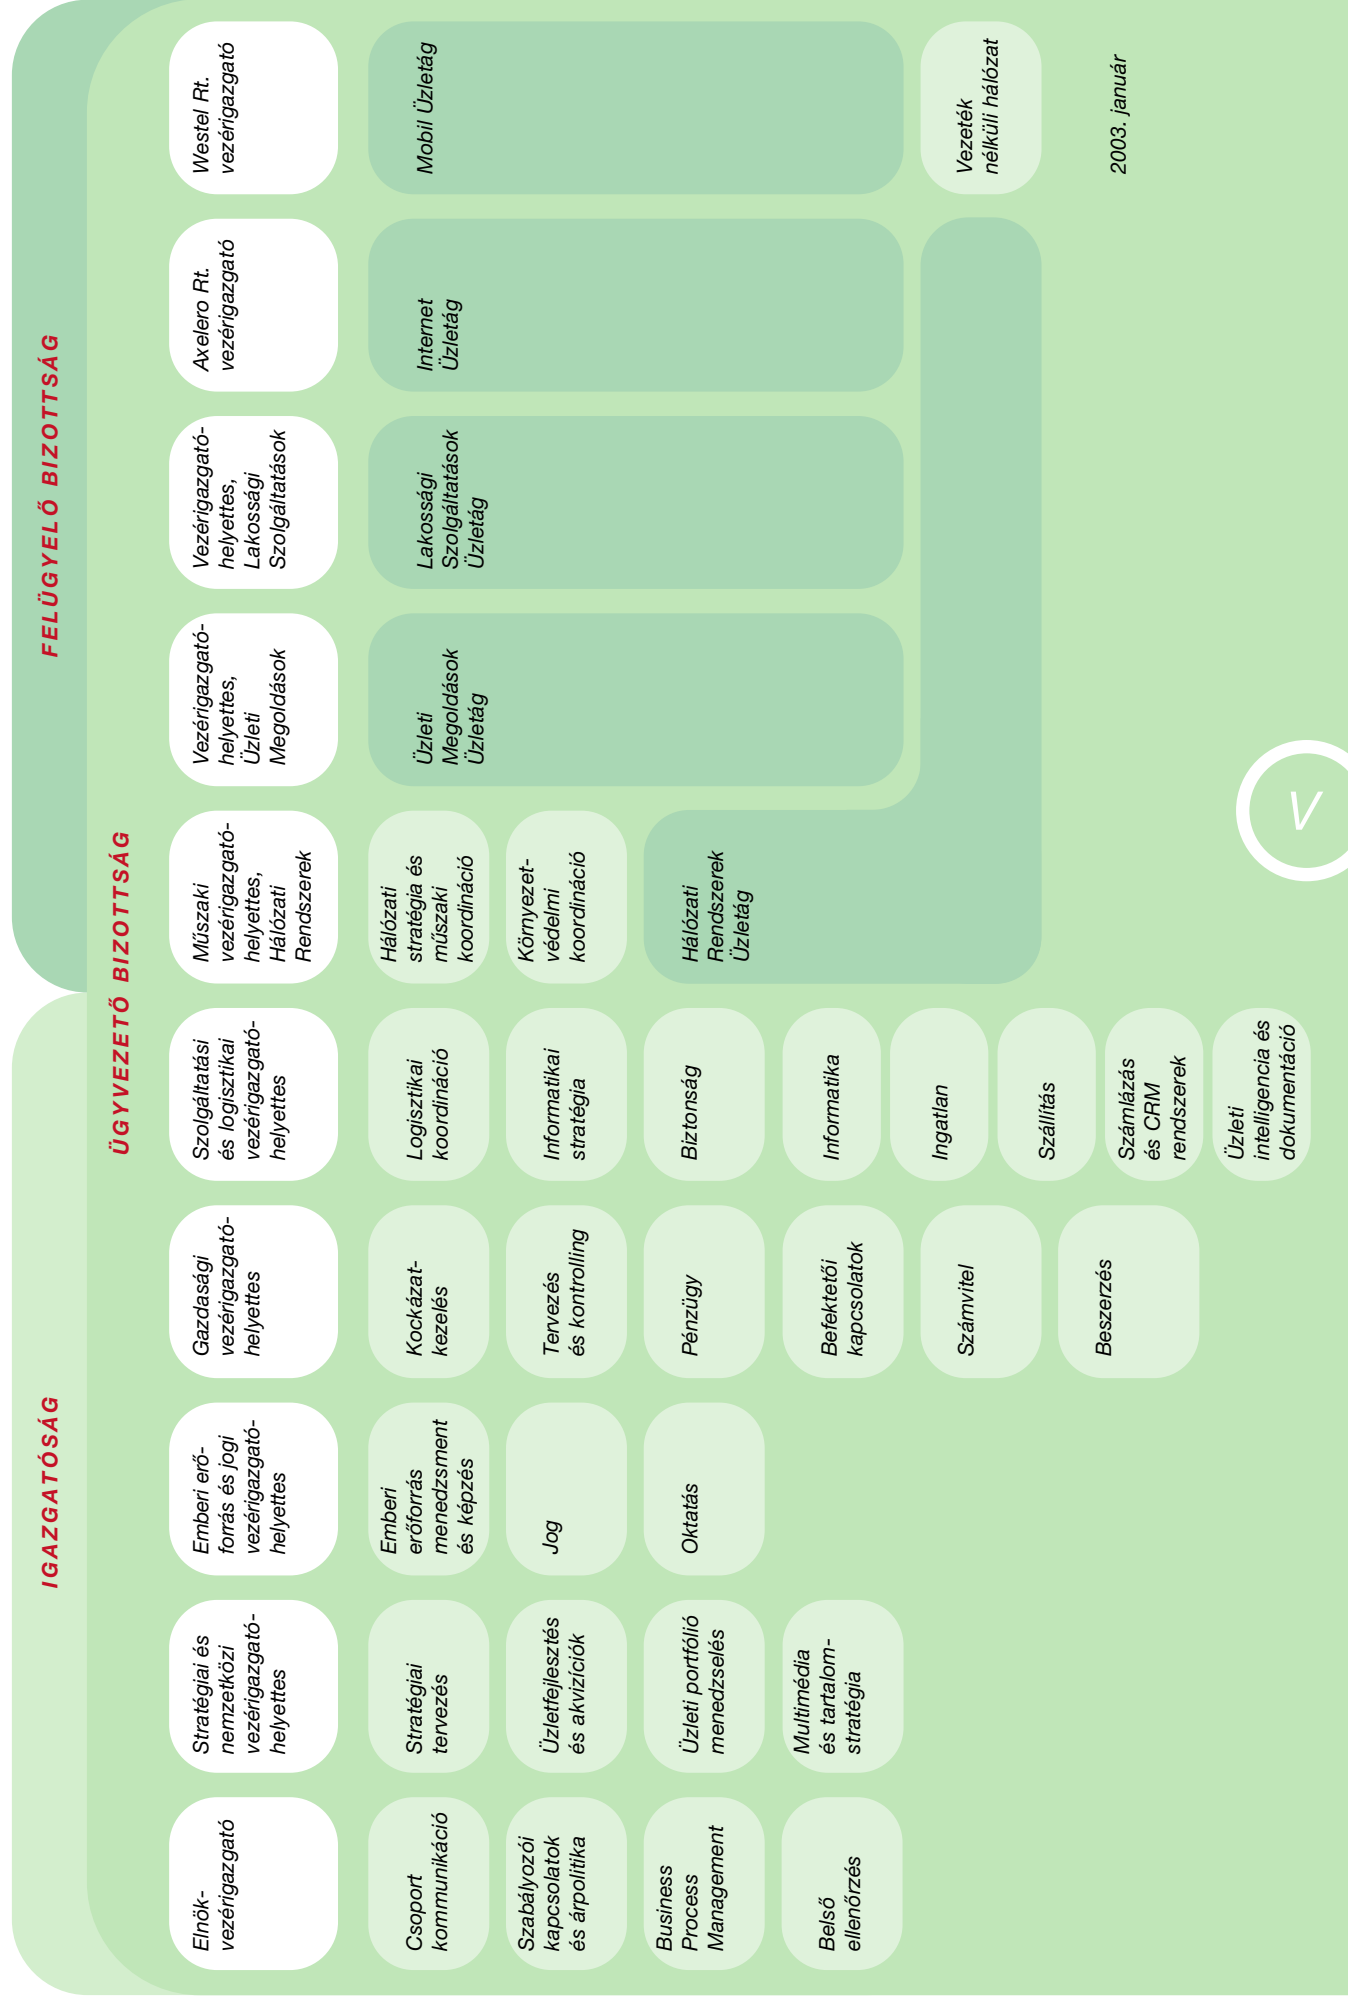 IGAZGATÓSÁG
FELÜGYELŐ BIZOTTSÁG
ÜGYVEZETŐ BIZOTTSÁG
Elnök-
vezérigazgató
Csoport
kommunikáció
Szabályozói
kapcsolatok
és árpolitika
Business
Process
Management
Belső
ellenőrzés
Stratégiai és
nemzetközi
vezérigazgató-
helyettes
Stratégiai
tervezés
Üzletfejlesztés
és akvizíciók
Üzleti portfólió
menedzselés
Multimédia
és tartalom-
stratégia
Emberi erő-
forrás és jogi
vezérigazgató-
helyettes
Emberi
erőforrás
menedzsment
és képzés
Jog
Oktatás
Gazdasági
vezérigazgató-
helyettes
Kockázat-
kezelés
Tervezés
és kontrolling
Pénzügy
Befektetői
kapcsolatok
Számvitel
Beszerzés
Szolgáltatási
és logisztikai
vezérigazgató-
helyettes
Logisztikai
koordináció
Informatikai
stratégia
Biztonság
Informatika
Ingatlan
Szállítás
Számlázás
és CRM
rendszerek
Üzleti
intelligencia és
dokumentáció
Műszaki
vezérigazgató-
helyettes,
Hálózati
Rendszerek
Hálózati
stratégia és
műszaki
koordináció
Környezet-
védelmi
koordináció
Hálózati
Rendszerek
Üzletág
Vezérigazgató-
helyettes,
Üzleti
Megoldások
Üzleti
Megoldások
Üzletág
Vezérigazgató-
helyettes,
Lakossági
Szolgáltatások
Lakossági
Szolgáltatások
Üzletág
Axelero Rt.
vezérigazgató
Internet
Üzletág
Westel Rt.
vezérigazgató
Mobil Üzletág
Vezeték
nélküli hálózat
2003. január
V